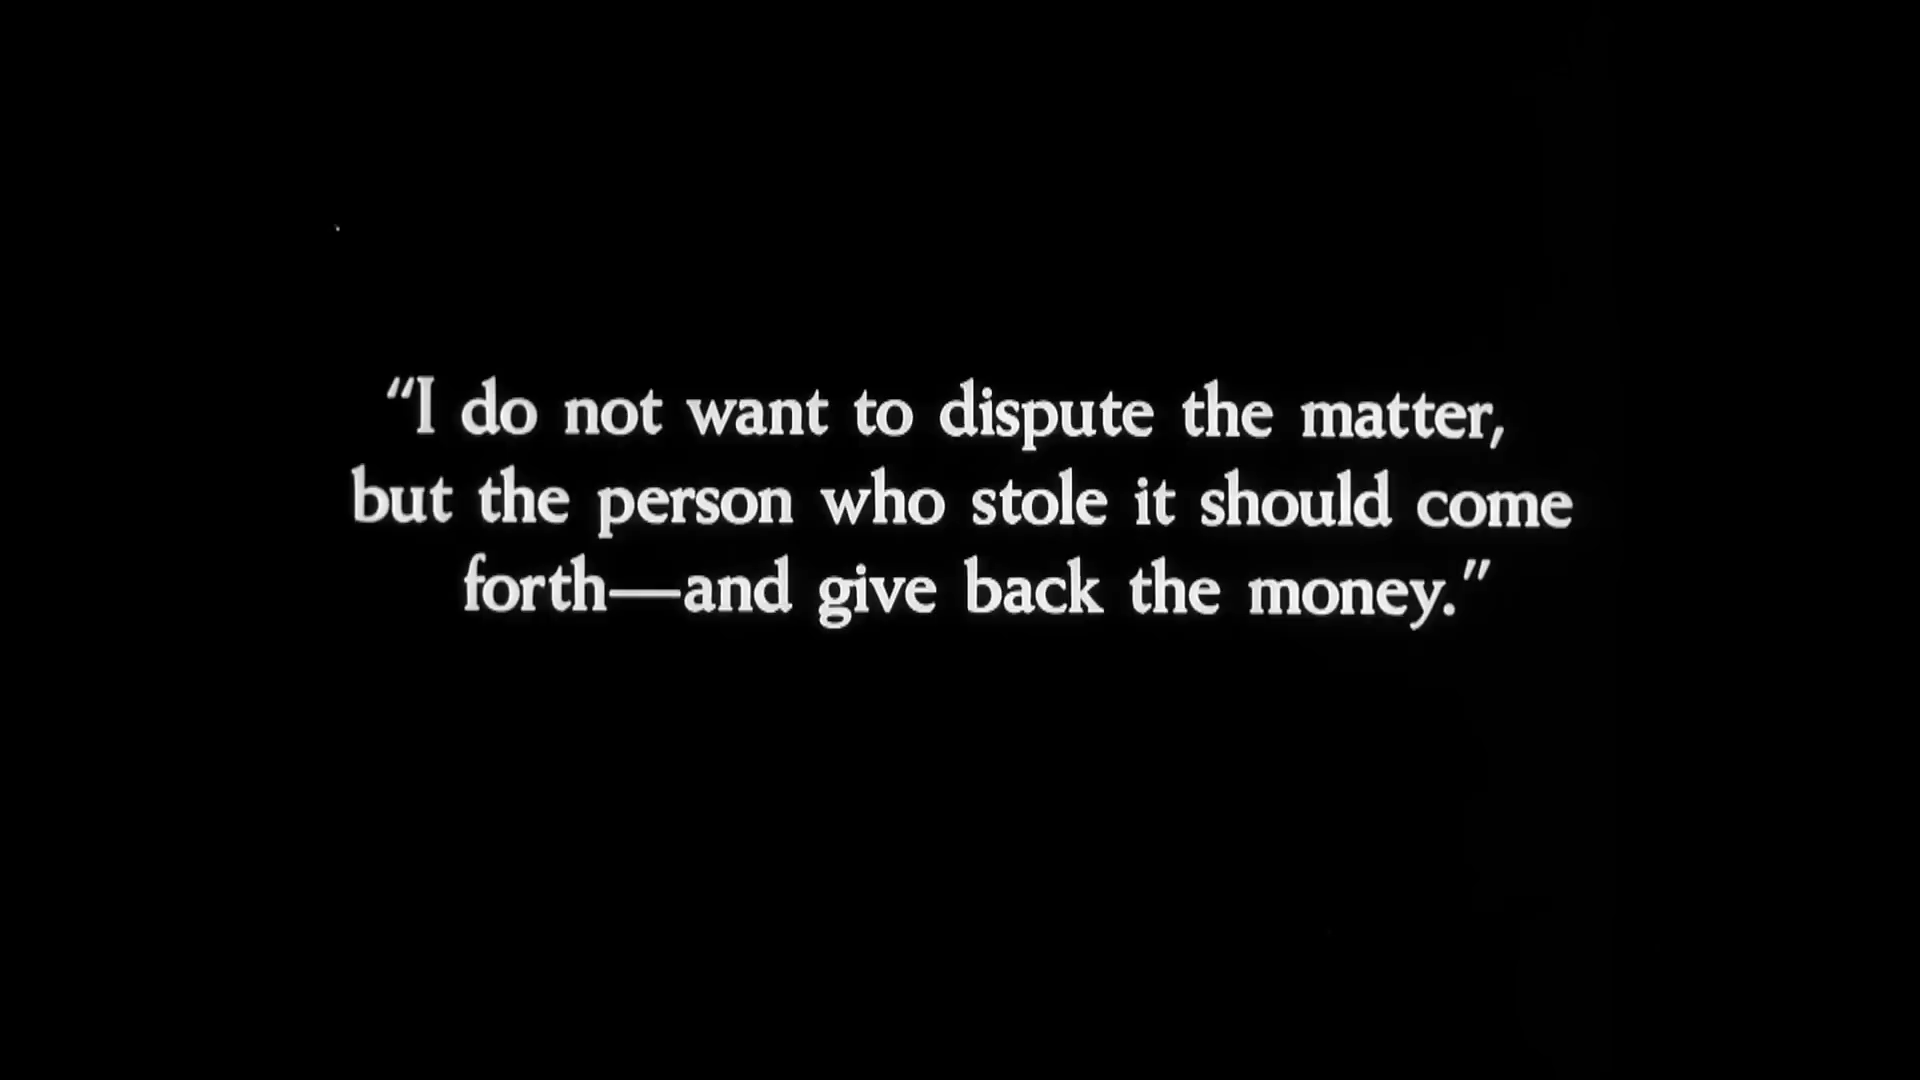 “I do not want to dispute the matter,
but the person who stole it should come
forth—and give back the money.”